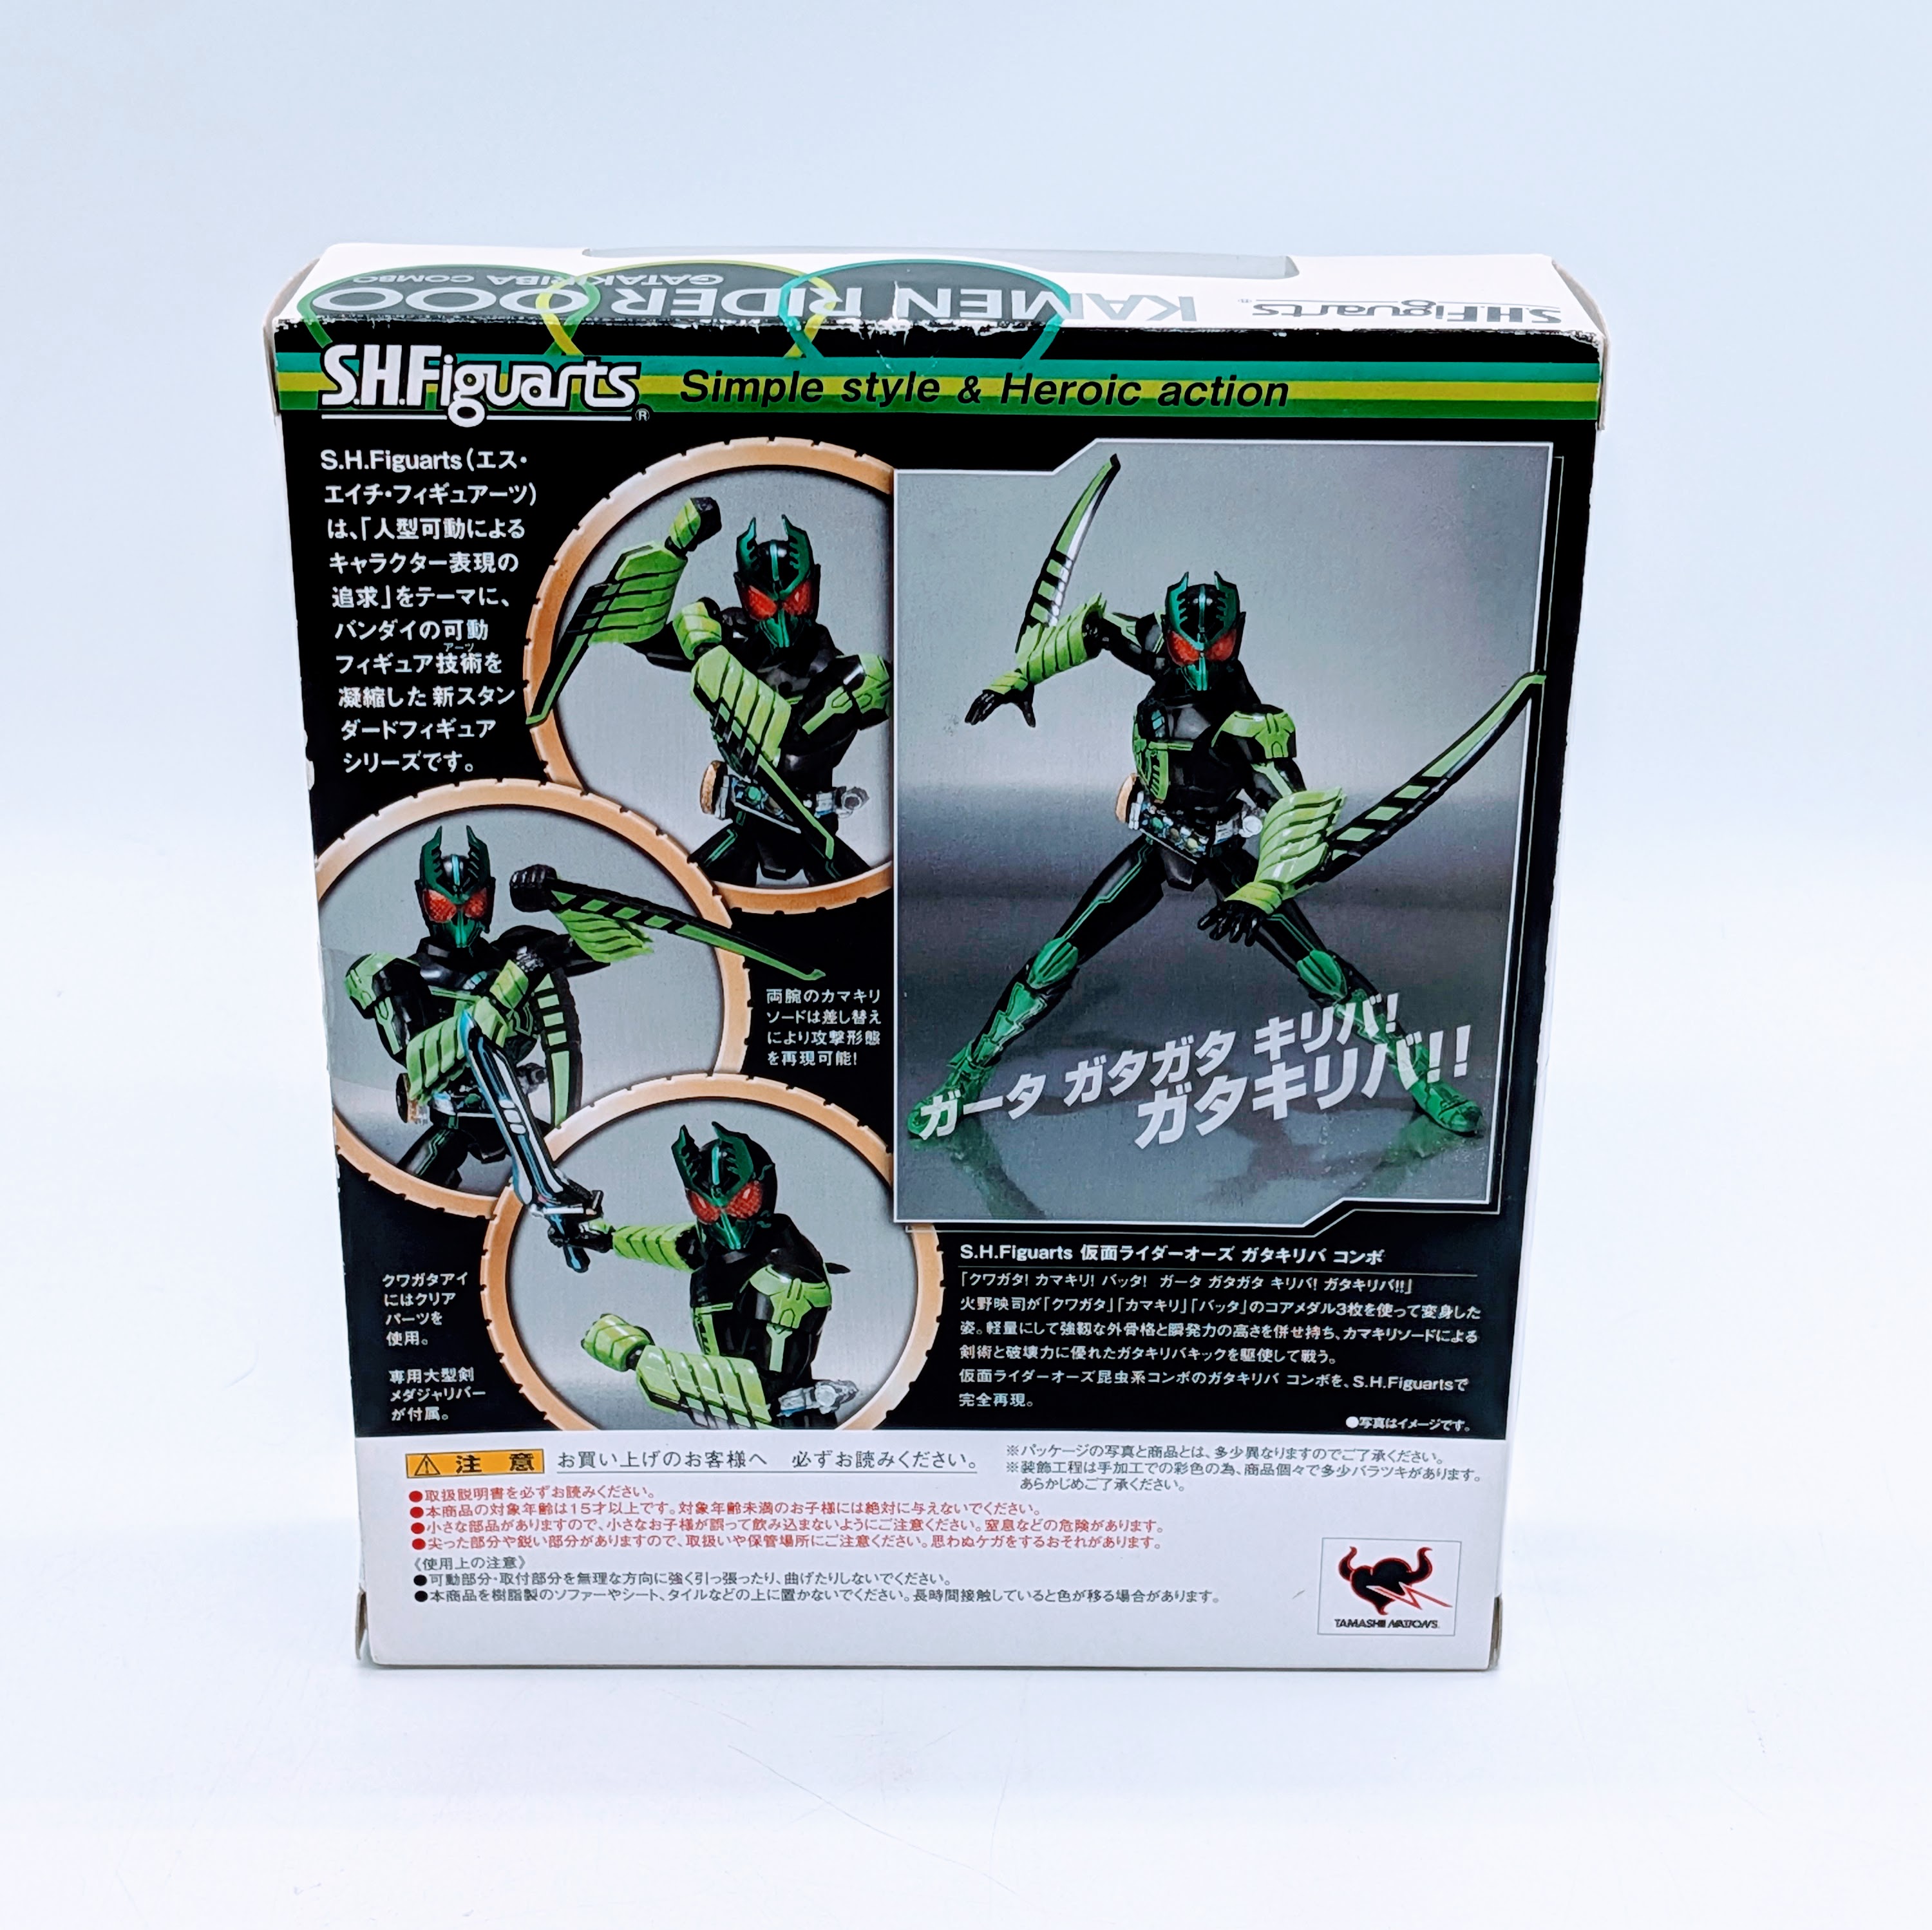 S.H.Figuarts®
KAMEN RIDER OOO
GATAKIRIBA COMBO
S.H.Figuarts®
Simple style & Heroic action
S.H.Figuarts(エス・
エイチ・フィギュアーツ)
は、「人型可動による
キャラクター表現の
追求」をテーマに、
バンダイの可動
アーツ
フィギュア技術を
凝縮した新スタン
ダードフィギュア
シリーズです。
両腕のカマキリ
ソードは差し替え
により攻撃形態
を再現可能!
ガータ ガタガタ キリバ!
ガタキリバ!!
クワガタアイ
にはクリア
パーツを
使用。
専用大型剣
メダジャリバー
が付属。
S.H.Figuarts 仮面ライダーオーズ ガタキリバ コンボ
「クワガタ! カマキリ! バッタ! ガータ ガタガタ キリバ! ガタキリバ!!」
火野映司が「クワガタ」「カマキリ」「バッタ」のコアメダル3枚を使って変身した
姿。軽量にして強靱な外骨格と瞬発力の高さを併せ持ち、カマキリソードによる
剣術と破壊力に優れたガタキリバキックを駆使して戦う。
仮面ライダーオーズ昆虫系コンボのガタキリバ コンボを、S.H.Figuartsで
完全再現。
●写真はイメージです。
注 意 お買い上げのお客様へ 必ずお読みください。
※パッケージの写真と商品とは、多少異なりますのでご了承ください。
※装飾工程は手加工での彩色の為、商品個々で多少バラツキがあります。
あらかじめご了承ください。
●取扱説明書を必ずお読みください。
●本商品の対象年齢は15才以上です。対象年齢未満のお子様には絶対に与えないでください。
●小さな部品がありますので、小さなお子様が誤って飲み込まないようにご注意ください。窒息などの危険があります。
●尖った部分や鋭い部分がありますので、取扱いや保管場所にご注意ください。思わぬケガをするおそれがあります。
《使用上の注意》
●可動部分・取付部分を無理な方向に強く引っ張ったり、曲げたりしないでください。
●本商品を樹脂製のソファーやシート、タイルなどの上に置かないでください。長時間接触していると色が移る場合があります。
TAMASHII NATIONS